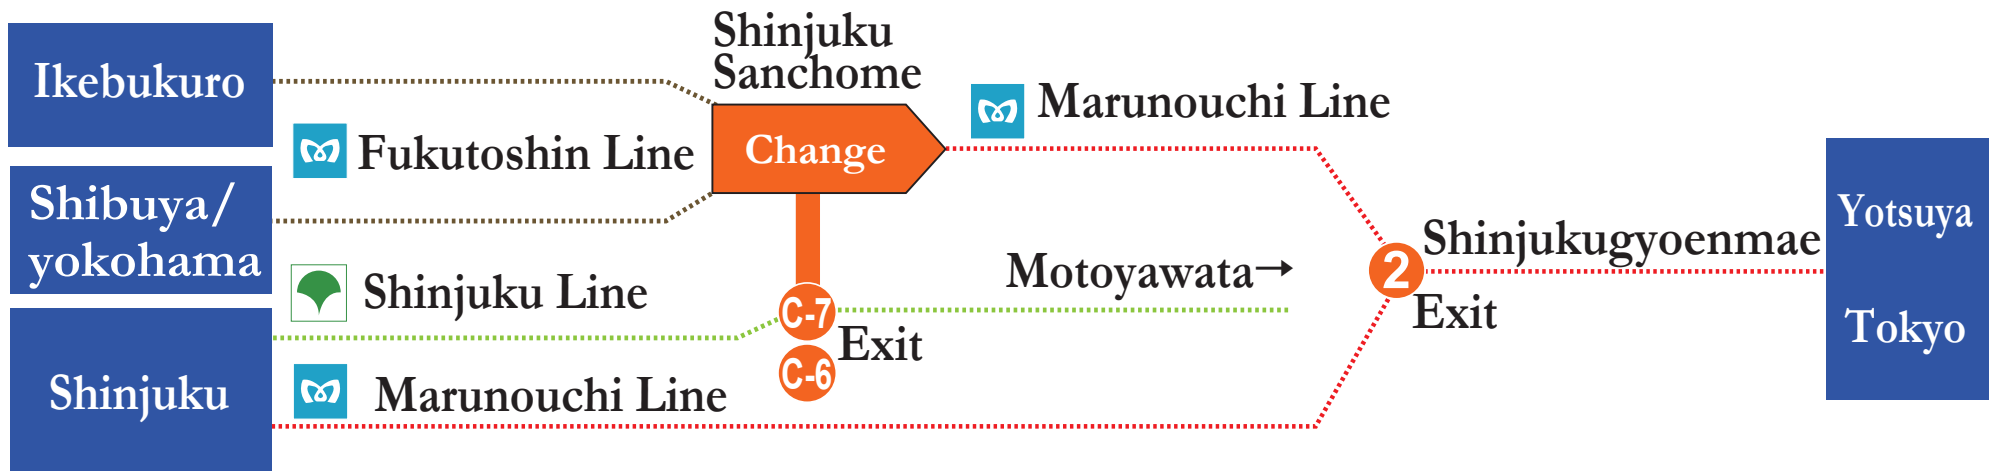 Ikebukuro
Shibuya/
yokohama
Shinjuku
Fukutoshin Line
Shinjuku Line
Marunouchi Line
Shinjuku
Sanchome
Change
C-7
C-6
Exit
Marunouchi Line
Motoyawata→
2
Shinjukugyoenmae
Exit
Yotsuya
Tokyo